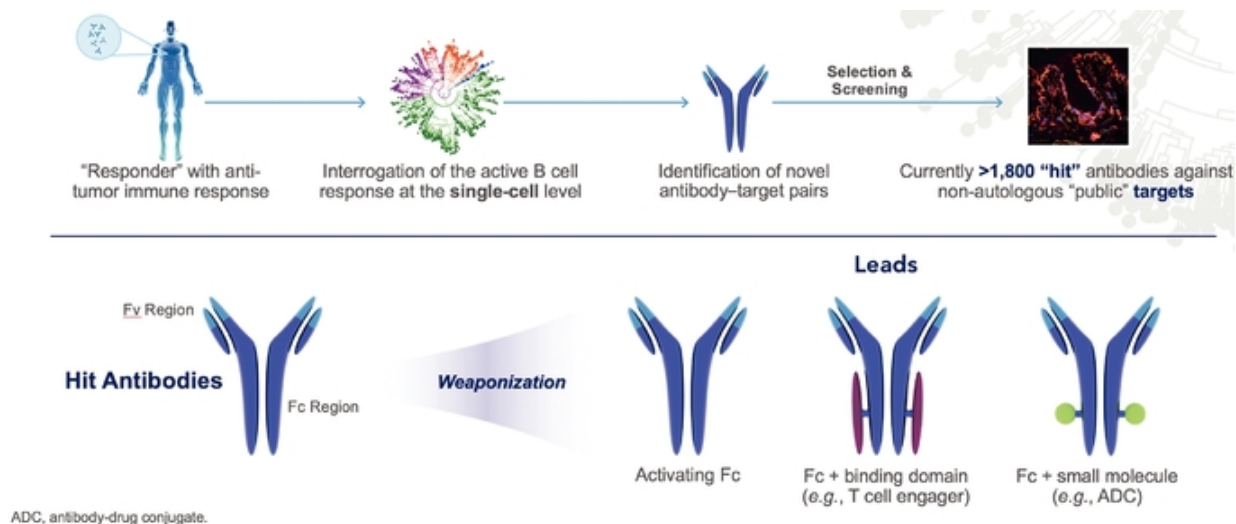 Selection &
Screening
"Responder" with anti-
tumor immune response
Interrogation of the active B cell
response at the single-cell level
Identification of novel
antibody–target pairs
Currently >1,800 "hit" antibodies against
non-autologous "public" targets
Leads
Fv Region
Hit Antibodies
Fc Region
Weaponization
Activating Fc
Fc + binding domain
(e.g., T cell engager)
Fc + small molecule
(e.g., ADC)
ADC, antibody-drug conjugate.